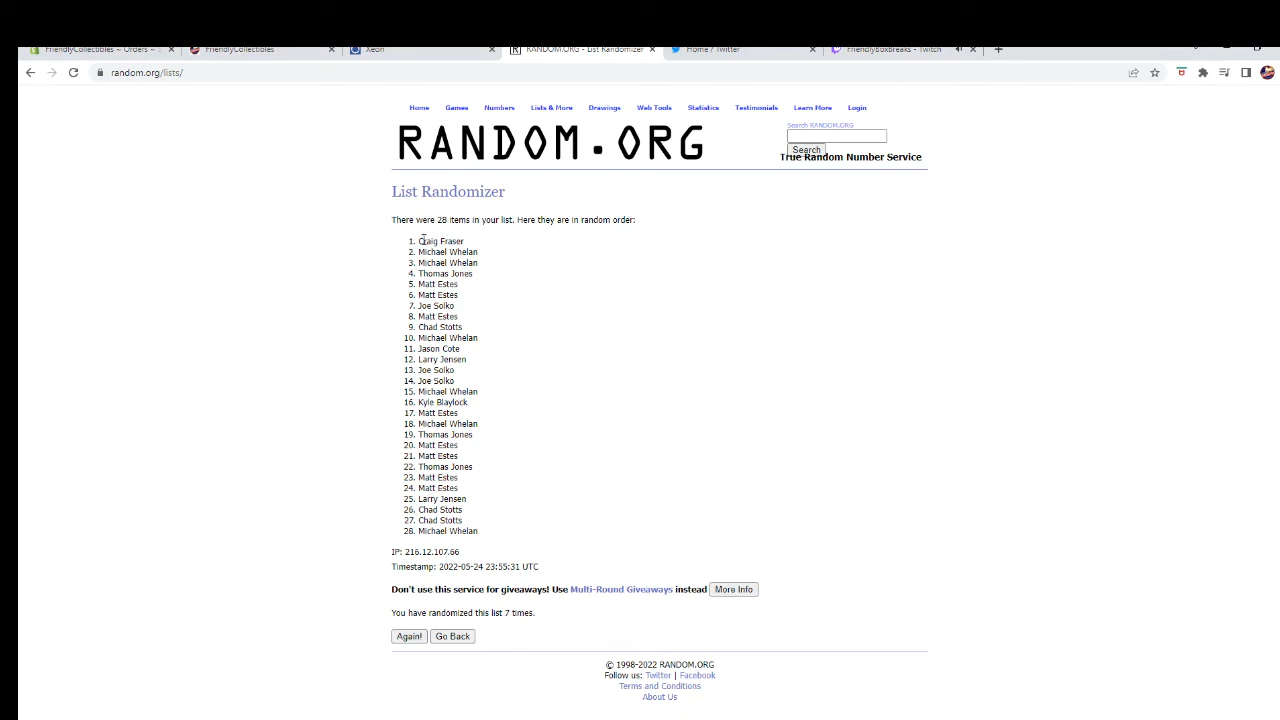 FriendlyCollectibles ~ Orders ~ S
FriendlyCollectibles
Xeon
RANDOM.ORG - List Randomizer
Home / Twitter
FriendlyBoxBreaks - Twitch
random.org/lists/
Home Games Numbers Lists & More Drawings Web Tools Statistics Testimonials Learn More Login
RANDOM.ORG
Search RANDOM.ORG
Search
True Random Number Service
List Randomizer
There were 28 items in your list. Here they are in random order:
1. Craig Fraser
2. Michael Whelan
3. Michael Whelan
4. Thomas Jones
5. Matt Estes
6. Matt Estes
7. Joe Solko
8. Matt Estes
9. Chad Stotts
10. Michael Whelan
11. Jason Cote
12. Larry Jensen
13. Joe Solko
14. Joe Solko
15. Michael Whelan
16. Kyle Blaylock
17. Matt Estes
18. Michael Whelan
19. Thomas Jones
20. Matt Estes
21. Matt Estes
22. Thomas Jones
23. Matt Estes
24. Matt Estes
25. Larry Jensen
26. Chad Stotts
27. Chad Stotts
28. Michael Whelan
IP: 216.12.107.66
Timestamp: 2022-05-24 23:55:31 UTC
Don't use this service for giveaways! Use Multi-Round Giveaways instead More Info
You have randomized this list 7 times.
Again! Go Back
© 1998-2022 RANDOM.ORG
Follow us: Twitter | Facebook
Terms and Conditions
About Us